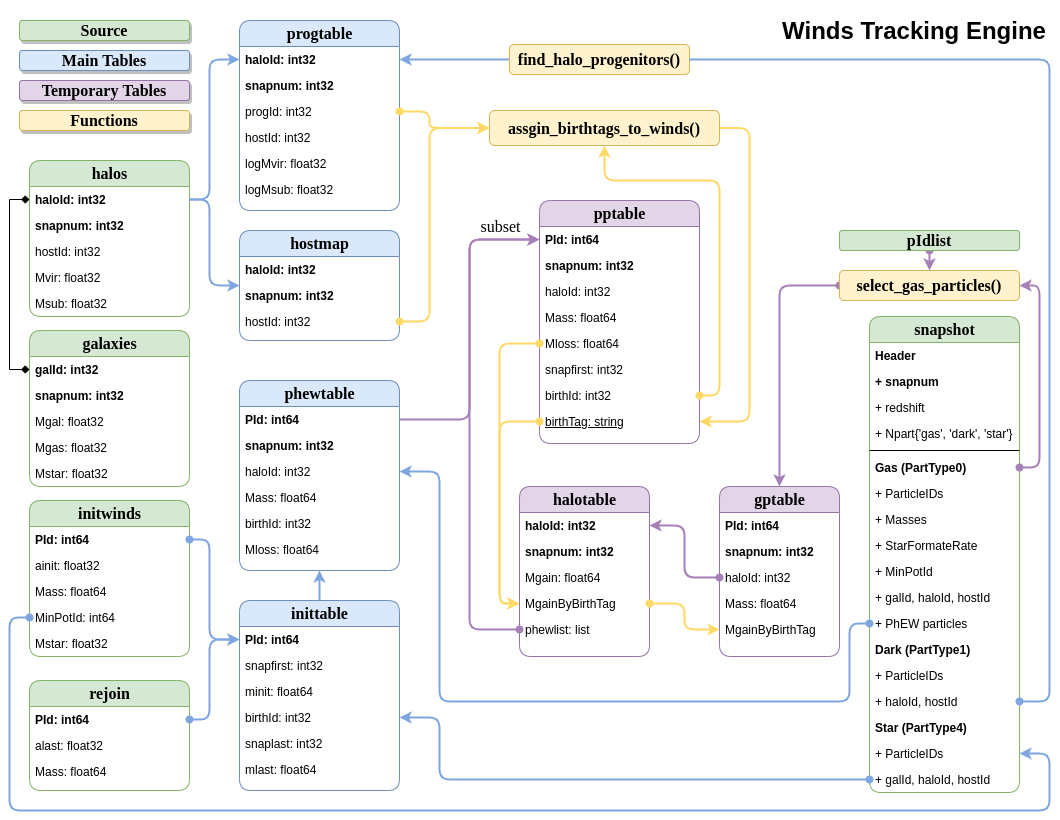 Winds Tracking Engine
Source
Main Tables
Temporary Tables
Functions
halos
haloId: int32
snapnum: int32
hostId: int32
Mvir: float32
Msub: float32
galaxies
galId: int32
snapnum: int32
Mgal: float32
Mgas: float32
Mstar: float32
initwinds
PId: int64
ainit: float32
Mass: float64
MinPotId: int64
Mstar: float32
rejoin
PId: int64
alast: float32
Mass: float64
progtable
haloId: int32
snapnum: int32
progId: int32
hostId: int32
logMvir: float32
logMsub: float32
hostmap
haloId: int32
snapnum: int32
hostId: int32
phewtable
PId: int64
snapnum: int32
haloId: int32
Mass: float64
birthId: int32
Mloss: float64
inittable
PId: int64
snapfirst: int32
minit: float64
birthId: int32
snaplast: int32
mlast: float64
find_halo_progenitors()
assgin_birthtags_to_winds()
subset
pptable
PId: int64
snapnum: int32
haloId: int32
Mass: float64
Mloss: float64
snapfirst: int32
birthId: int32
birthTag: string
halotable
haloId: int32
snapnum: int32
Mgain: float64
MgainByBirthTag
phewlist: list
gptable
PId: int64
snapnum: int32
haloId: int32
Mass: float64
MgainByBirthTag
pIdlist
select_gas_particles()
snapshot
Header
+ snapnum
+ redshift
+ Npart{'gas', 'dark', 'star'}
Gas (PartType0)
+ ParticleIDs
+ Masses
+ StarFormateRate
+ MinPotId
+ galId, haloId, hostId
+ PhEW particles
Dark (PartType1)
+ ParticleIDs
+ haloId, hostId
Star (PartType4)
+ ParticleIDs
+ galId, haloId, hostId